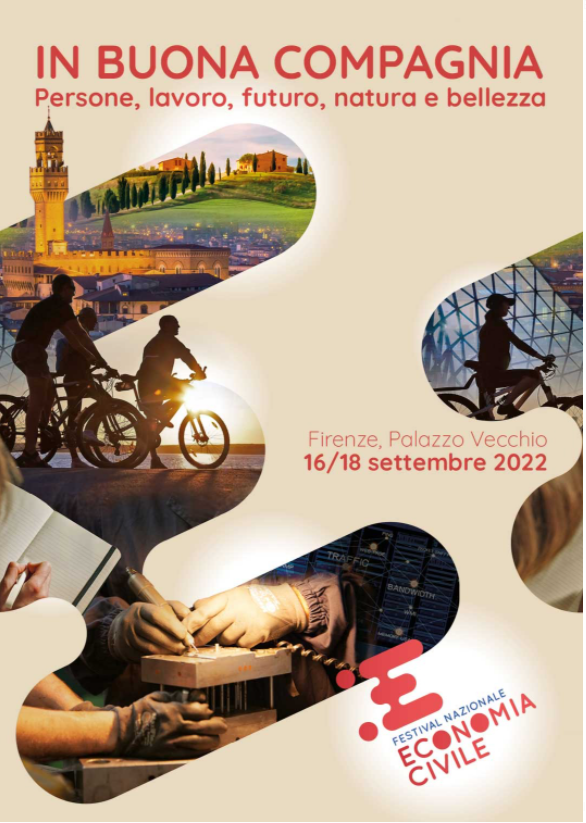 IN BUONA COMPAGNIA
Persone, lavoro, futuro, natura e bellezza
Firenze, Palazzo Vecchio
16/18 settembre 2022
TRAFFIC
BANDWIDTH
FESTIVAL NAZIONALE
ECONOMIA
CIVILE